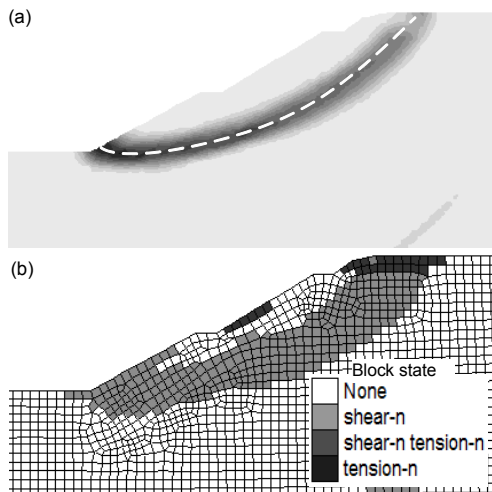 (a)
(b)
Block state
None
shear-n
shear-n tension-n
tension-n